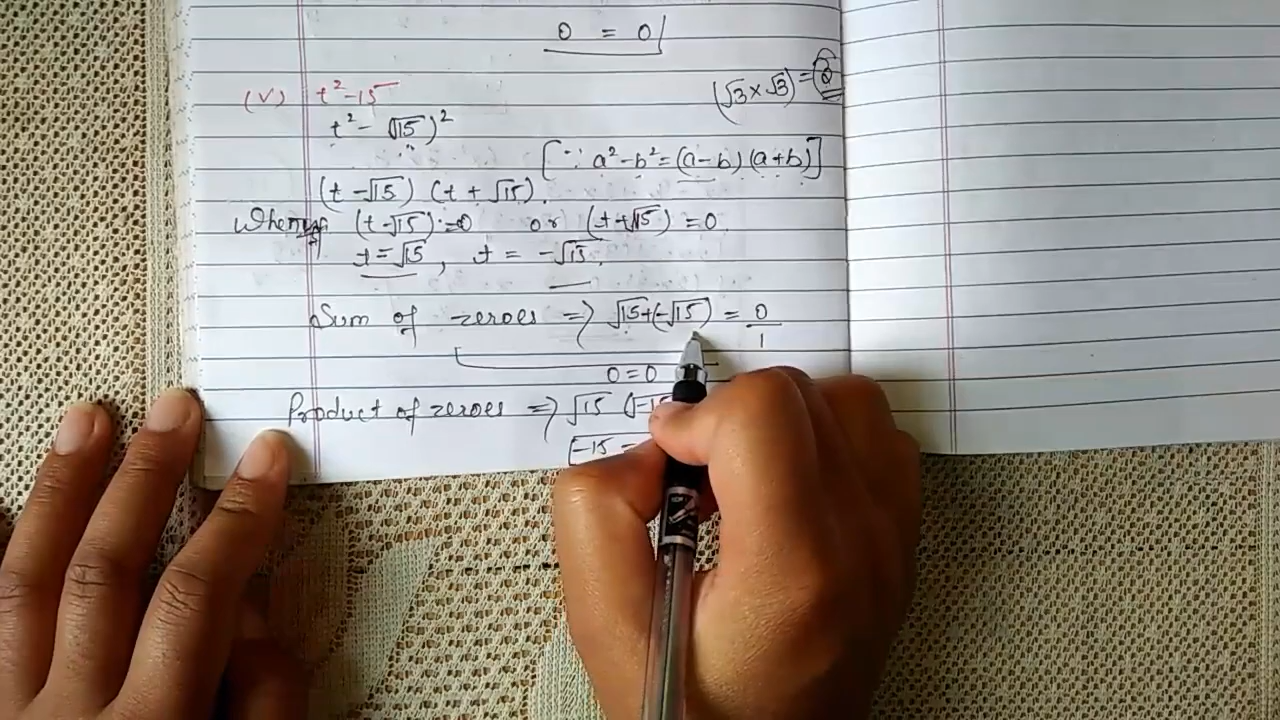 0 = 0
(√3 × √3) =
(V) t² - 15
t² - √15)²
[∵ a² - b² = (a - b) (a + b)]
(t - √15) (t + √15).
(t - √15) = 0 or (t + √15) = 0
t = √15, t = -√15.
Sum of zeroes ⇒ √15 + (-√15) = 0/1
0 = 0
Product of zeroes ⇒ √15
-15 =